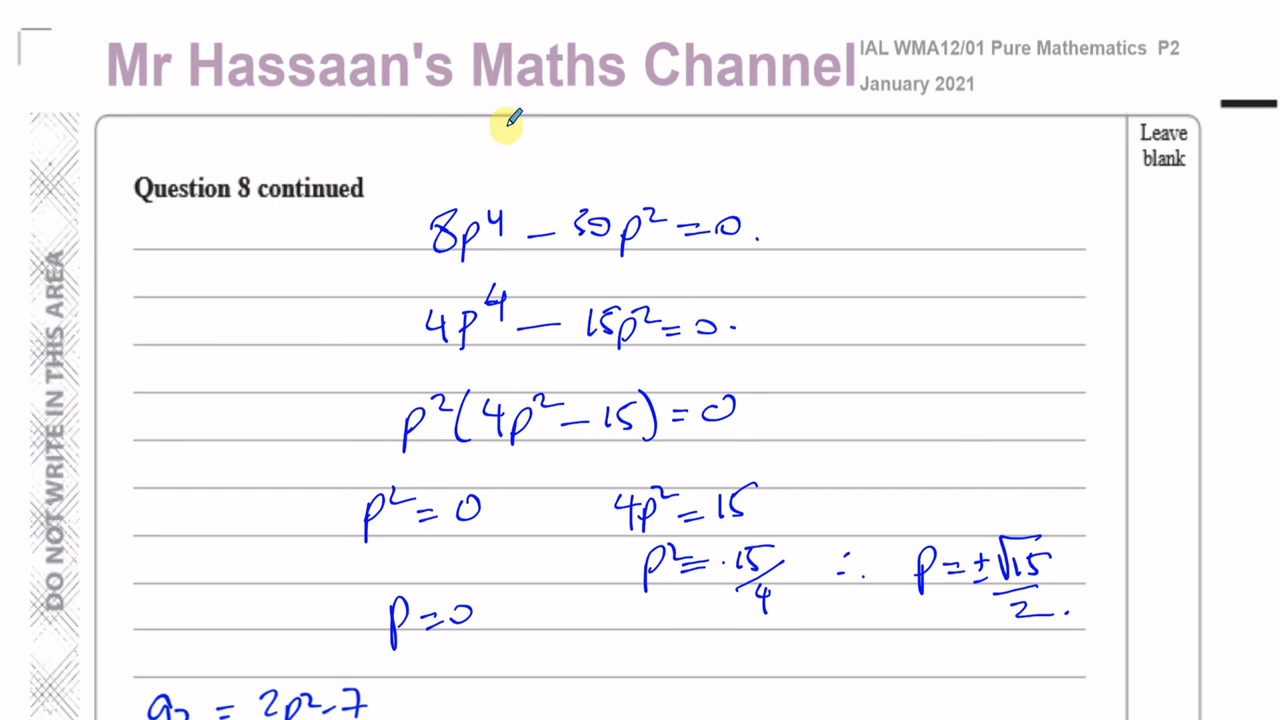 Mr Hassaan's Maths Channel
IAL WMA12/01 Pure Mathematics P2
January 2021
Leave
blank
DO NOT WRITE IN THIS AREA
Question 8 continued
8p⁴ – 30p² = 0.
4p⁴ – 15p² = 0.
p²(4p² – 15) = 0
p² = 0 4p² = 15
p² = 15/4 ∴ p = ±√15/2.
p = 0
= 2p² - 7